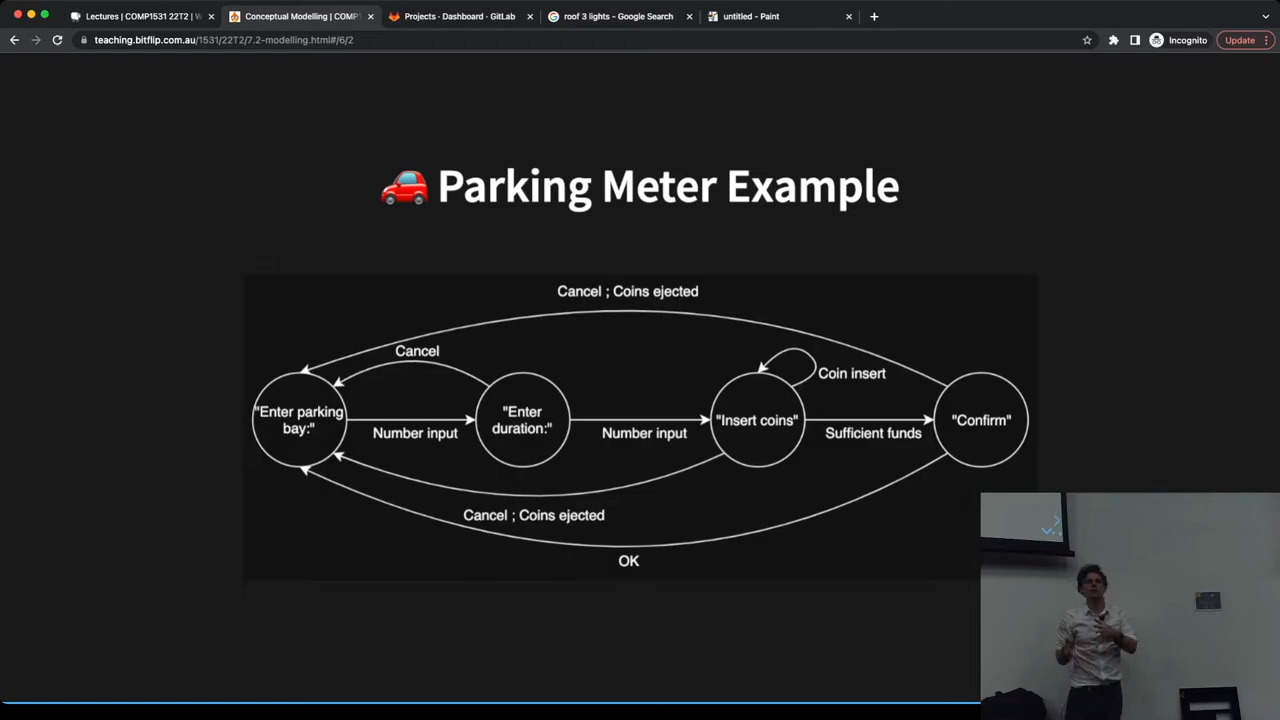 Lectures | COMP1531 22T2 | W
Conceptual Modelling | COMP1
Projects · Dashboard · GitLab
roof 3 lights - Google Search
untitled - Paint
teaching.bitflip.com.au/1531/22T2/7.2-modelling.html#/6/2
Incognito
Update
Parking Meter Example
Cancel ; Coins ejected
Cancel
Coin insert
"Enter parking
bay:"
Number input
"Enter
duration:"
Number input
"Insert coins"
Sufficient funds
"Confirm"
Cancel ; Coins ejected
OK